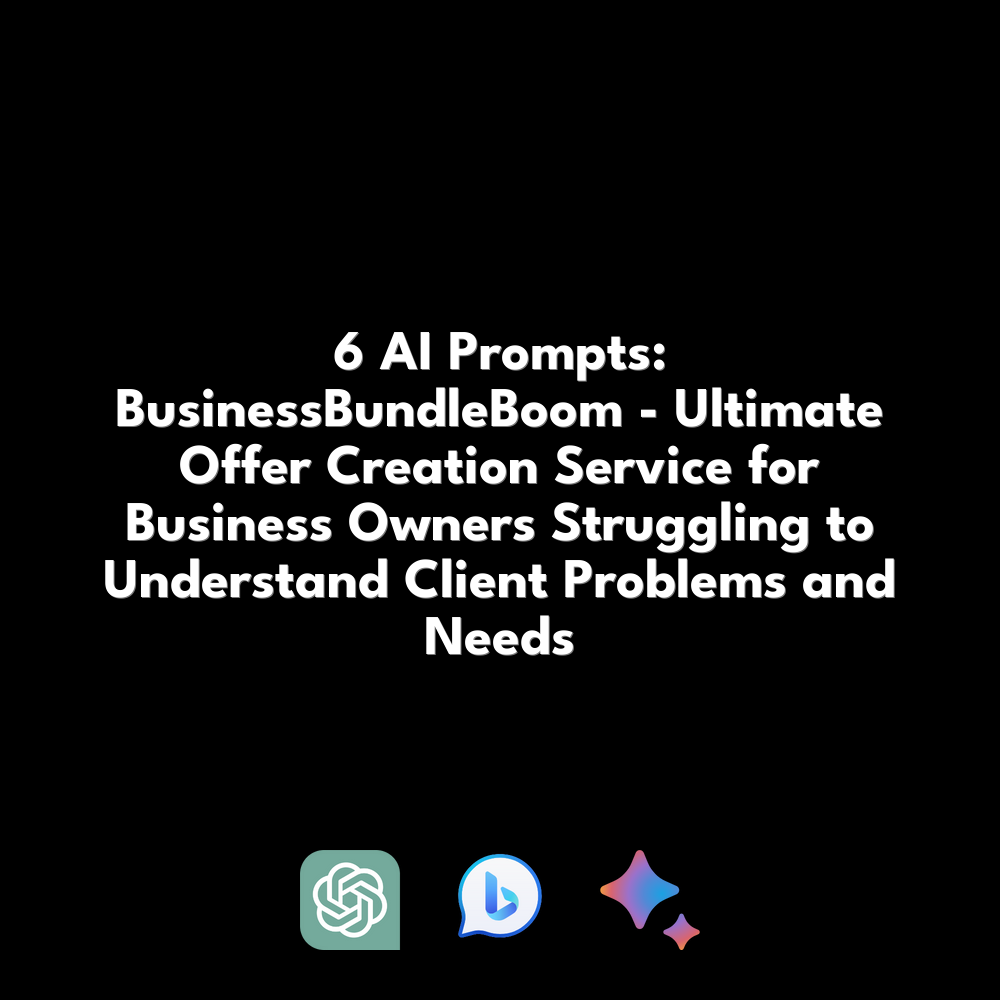 6 AI Prompts:
BusinessBundleBoom - Ultimate
Offer Creation Service for
Business Owners Struggling to
Understand Client Problems and
Needs